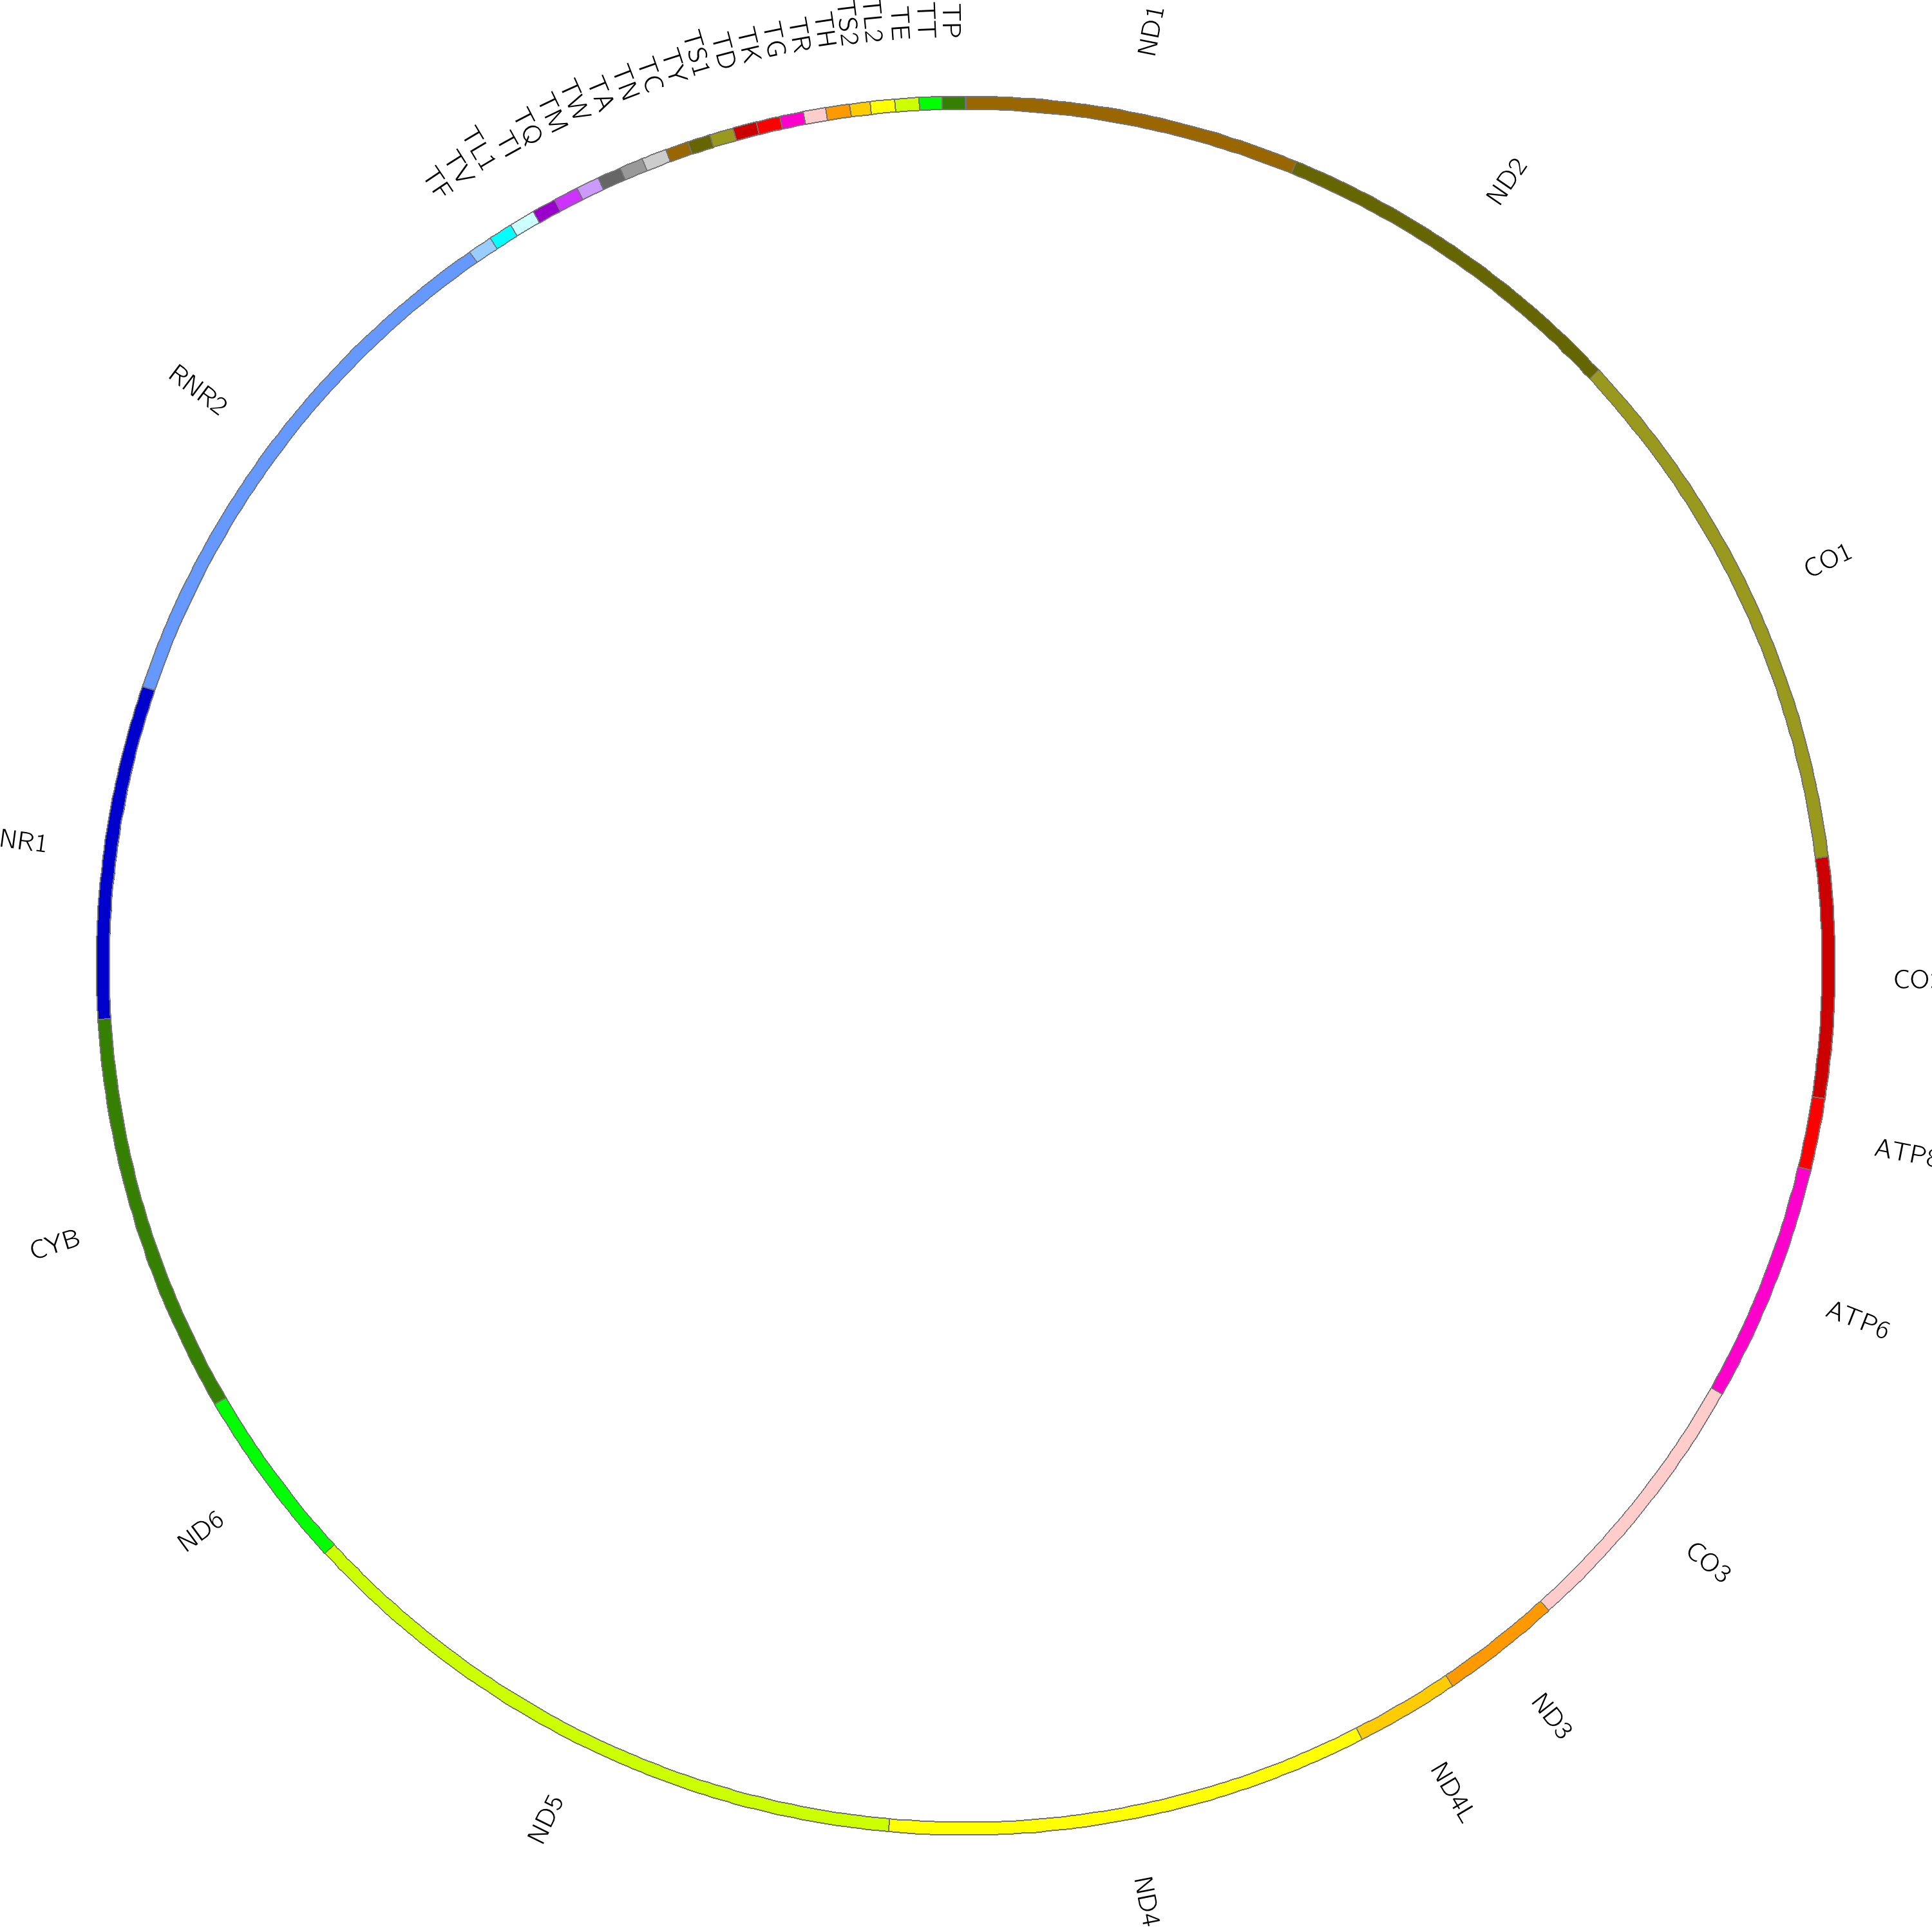 ND1
ND2
CO1
CO
ATP8
ATP6
CO3
ND3
ND4L
ND4
ND5
ND6
CYB
NR1
RNR2
TF
TV
TL1
TI
TQ
TM
TW
TA
TN
TC
TY
TS1
TD
TK
TG
TR
TH
TS2
TL2
TE
TT
TP